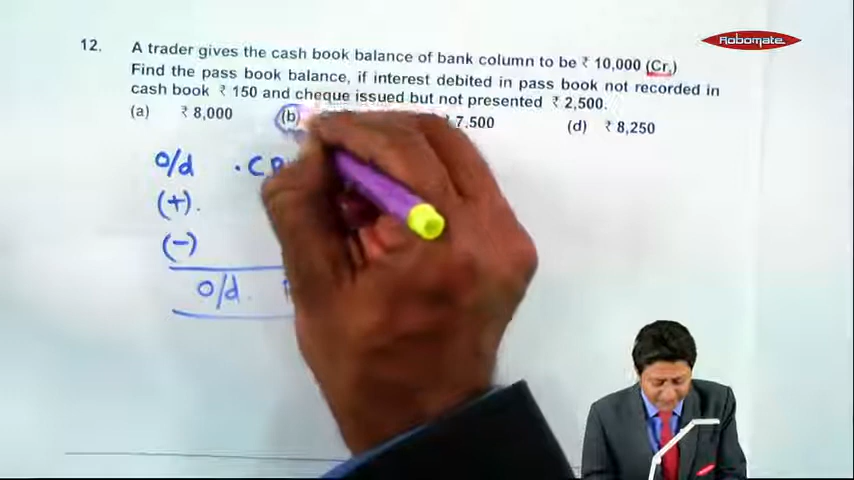 Robomate
12. A trader gives the cash book balance of bank column to be ₹ 10,000 (Cr.)
Find the pass book balance, if interest debited in pass book not recorded in
cash book ₹ 150 and cheque issued but not presented ₹ 2,500.
(a) ₹ 8,000 (b) 7,500 (d) ₹ 8,250
o/d . CB
(+).
(-)
o/d.